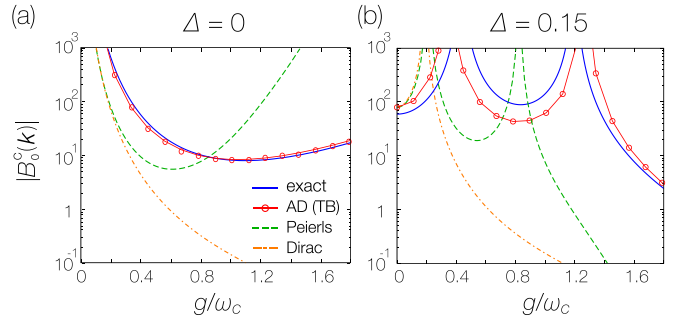 (a) Δ = 0
(b) Δ = 0.15
|B₀ᶜ(k)|
10³
10²
10
1
10⁻¹
exact
AD (TB)
Peierls
Dirac
0 0.4 0.8 1.2 1.6
g/ω_c
10³
10²
10
1
10⁻¹
0 0.4 0.8 1.2 1.6
g/ω_c